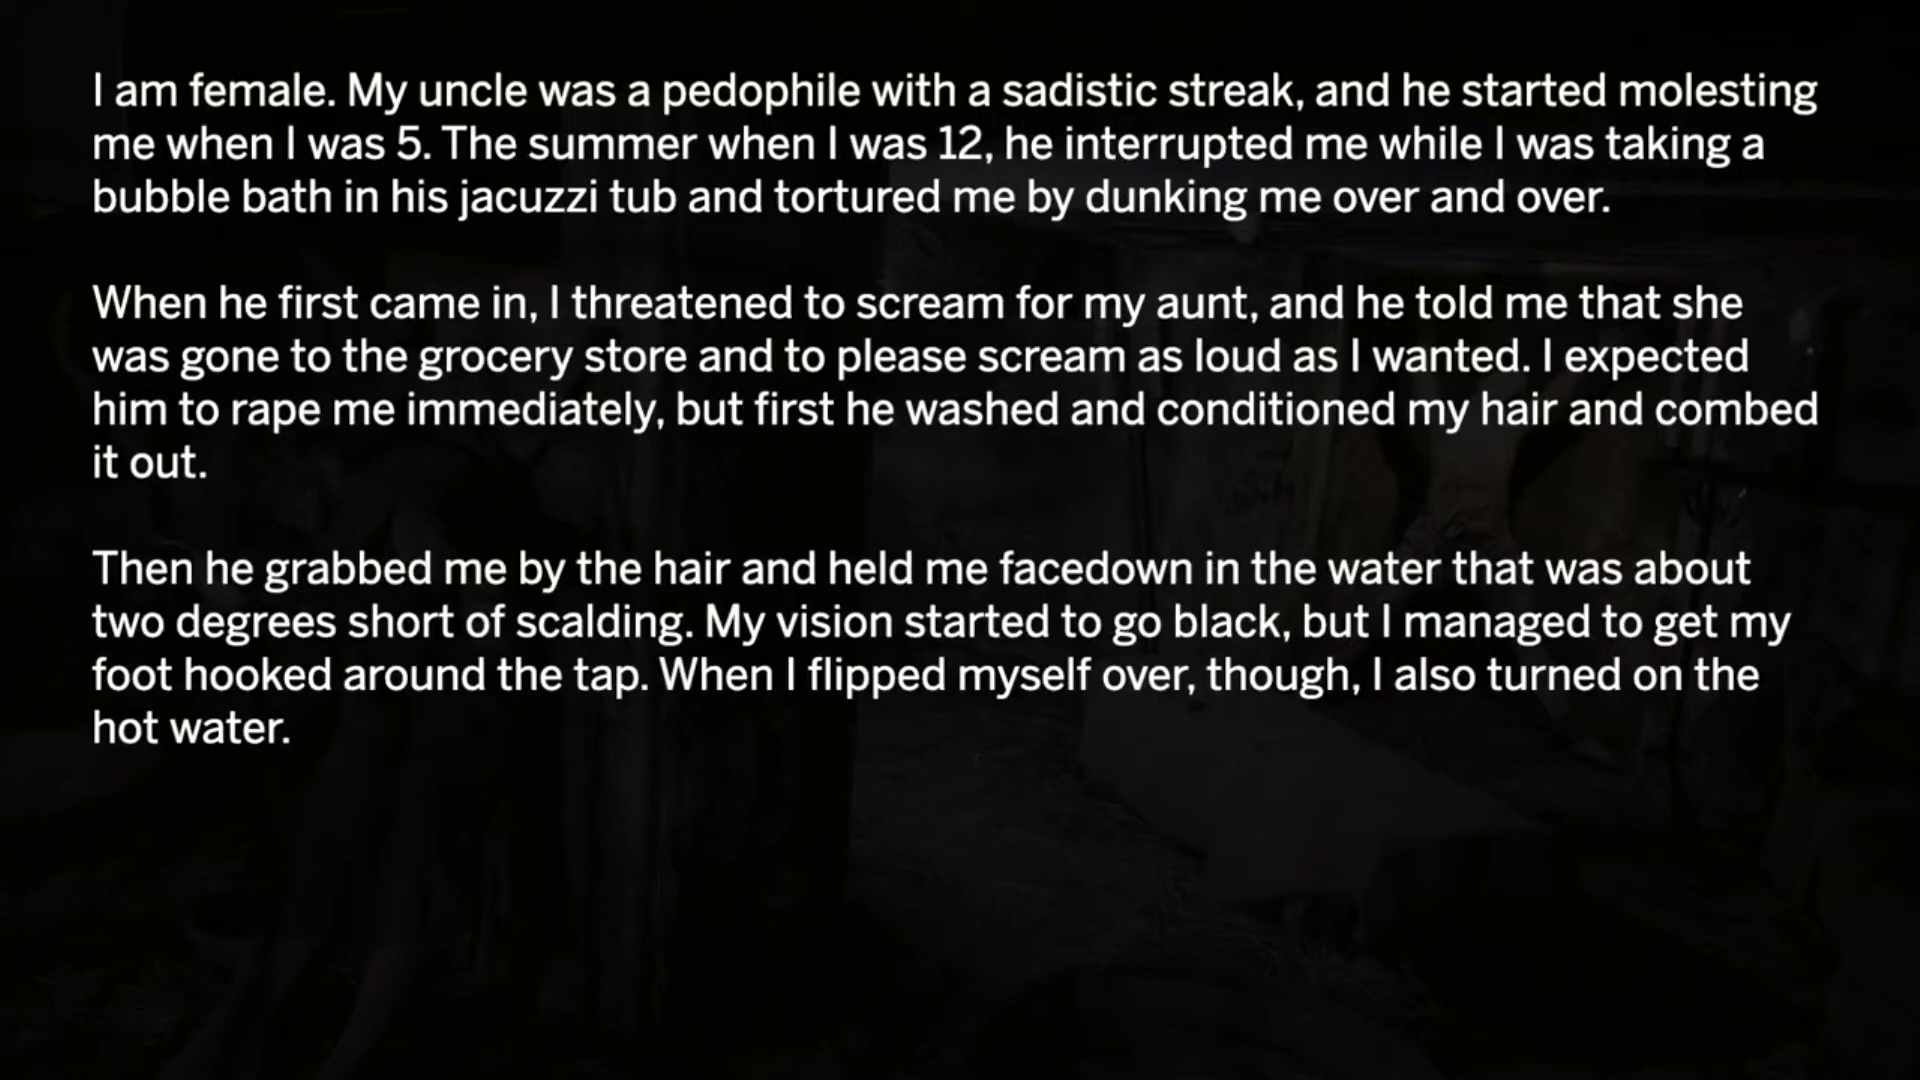 I am female. My uncle was a pedophile with a sadistic streak, and he started molesting
me when I was 5. The summer when I was 12, he interrupted me while I was taking a
bubble bath in his jacuzzi tub and tortured me by dunking me over and over.
When he first came in, I threatened to scream for my aunt, and he told me that she
was gone to the grocery store and to please scream as loud as I wanted. I expected
him to rape me immediately, but first he washed and conditioned my hair and combed
it out.
Then he grabbed me by the hair and held me facedown in the water that was about
two degrees short of scalding. My vision started to go black, but I managed to get my
foot hooked around the tap. When I flipped myself over, though, I also turned on the
hot water.